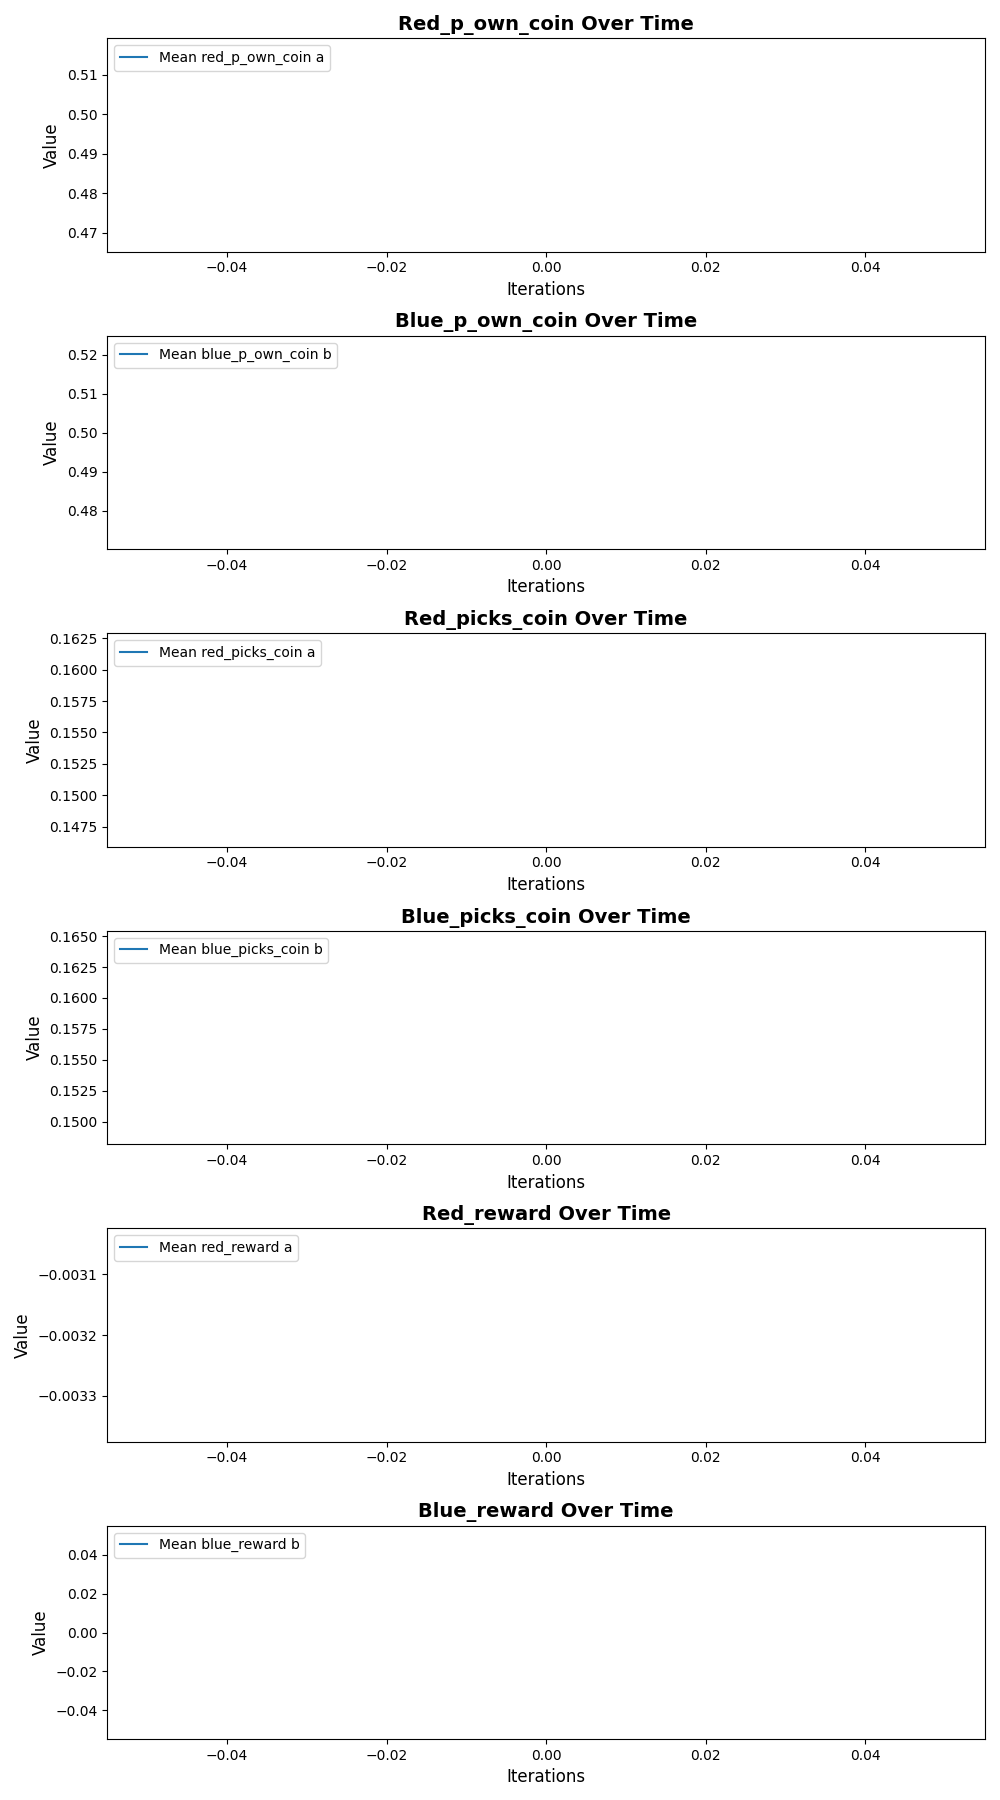 Red_p_own_coin Over Time
Mean red_p_own_coin a
0.51
0.50
0.49
0.48
0.47
Value
−0.04 −0.02 0.00 0.02 0.04
Iterations
Blue_p_own_coin Over Time
Mean blue_p_own_coin b
0.52
0.51
0.50
0.49
0.48
Value
−0.04 −0.02 0.00 0.02 0.04
Iterations
Red_picks_coin Over Time
Mean red_picks_coin a
0.1625
0.1600
0.1575
0.1550
0.1525
0.1500
0.1475
Value
−0.04 −0.02 0.00 0.02 0.04
Iterations
Blue_picks_coin Over Time
Mean blue_picks_coin b
0.1650
0.1625
0.1600
0.1575
0.1550
0.1525
0.1500
Value
−0.04 −0.02 0.00 0.02 0.04
Iterations
Red_reward Over Time
Mean red_reward a
−0.0031
−0.0032
−0.0033
Value
−0.04 −0.02 0.00 0.02 0.04
Iterations
Blue_reward Over Time
Mean blue_reward b
0.04
0.02
0.00
−0.02
−0.04
Value
−0.04 −0.02 0.00 0.02 0.04
Iterations